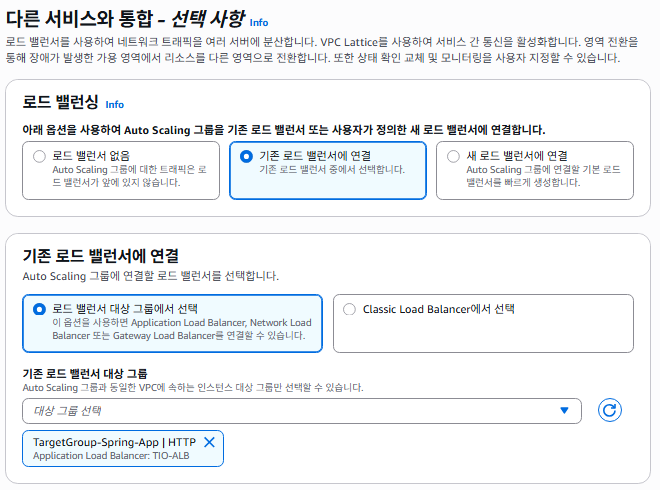 다른 서비스와 통합 - 선택 사항 Info
로드 밸런서를 사용하여 네트워크 트래픽을 여러 서버에 분산합니다. VPC Lattice를 사용하여 서비스 간 통신을 활성화합니다. 영역 전환을
통해 장애가 발생한 가용 영역에서 리소스를 다른 영역으로 전환합니다. 또한 상태 확인 교체 및 모니터링을 사용자 지정할 수 있습니다.
로드 밸런싱 Info
아래 옵션을 사용하여 Auto Scaling 그룹을 기존 로드 밸런서 또는 사용자가 정의한 새 로드 밸런서에 연결합니다.
로드 밸런서 없음
Auto Scaling 그룹에 대한 트래픽은 로
드 밸런서가 앞에 있지 않습니다.
기존 로드 밸런서에 연결
기존 로드 밸런서 중에서 선택합니다.
새 로드 밸런서에 연결
Auto Scaling 그룹에 연결할 기본 로드
밸런서를 빠르게 생성합니다.
기존 로드 밸런서에 연결
Auto Scaling 그룹에 연결할 로드 밸런서를 선택합니다.
로드 밸런서 대상 그룹에서 선택
이 옵션을 사용하면 Application Load Balancer, Network Load
Balancer 또는 Gateway Load Balancer를 연결할 수 있습니다.
Classic Load Balancer에서 선택
기존 로드 밸런서 대상 그룹
Auto Scaling 그룹과 동일한 VPC에 속하는 인스턴스 대상 그룹만 선택할 수 있습니다.
대상 그룹 선택
TargetGroup-Spring-App | HTTP
Application Load Balancer: TIO-ALB